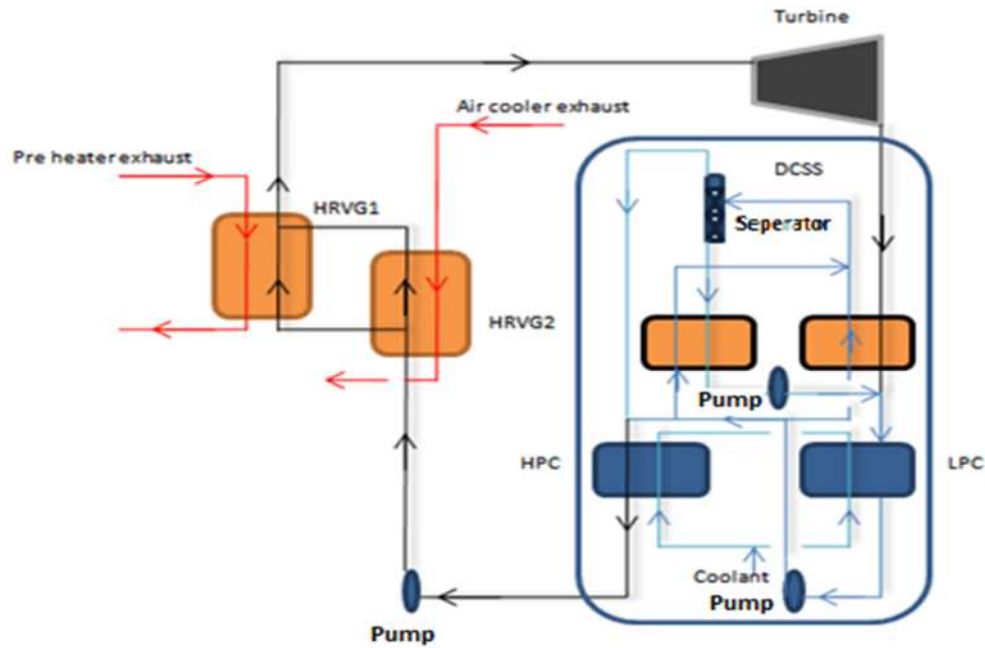 Turbine
Air cooler exhaust
Pre heater exhaust
DCSS
HRVG1
Seperator
HRVG2
Pump
HPC
LPC
Coolant
Pump
Pump